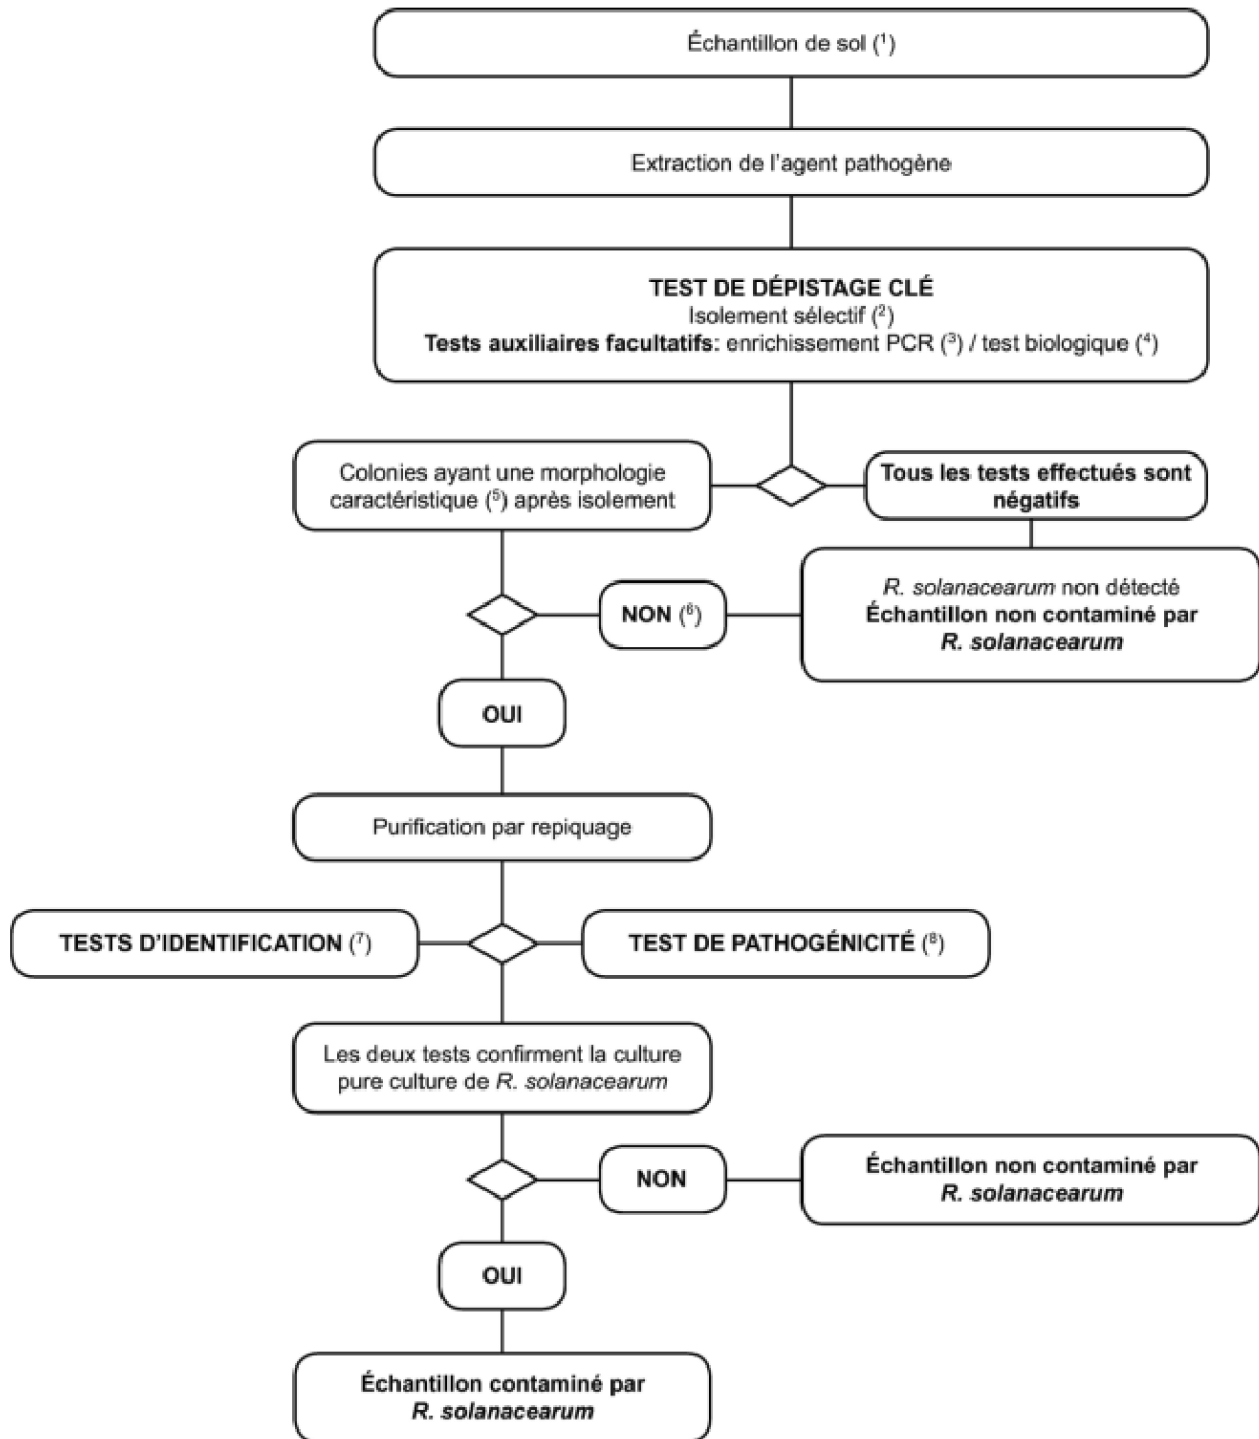 Échantillon de sol (¹)
Extraction de l'agent pathogène
TEST DE DÉPISTAGE CLÉ
Isolement sélectif (²)
Tests auxiliaires facultatifs: enrichissement PCR (³) / test biologique (⁴)
Colonies ayant une morphologie
caractéristique (⁵) après isolement
Tous les tests effectués sont
négatifs
NON (⁶)
R. solanacearum non détecté
Échantillon non contaminé par
R. solanacearum
OUI
Purification par repiquage
TESTS D'IDENTIFICATION (⁷)
TEST DE PATHOGÉNICITÉ (⁸)
Les deux tests confirment la culture
pure culture de R. solanacearum
NON
Échantillon non contaminé par
R. solanacearum
OUI
Échantillon contaminé par
R. solanacearum